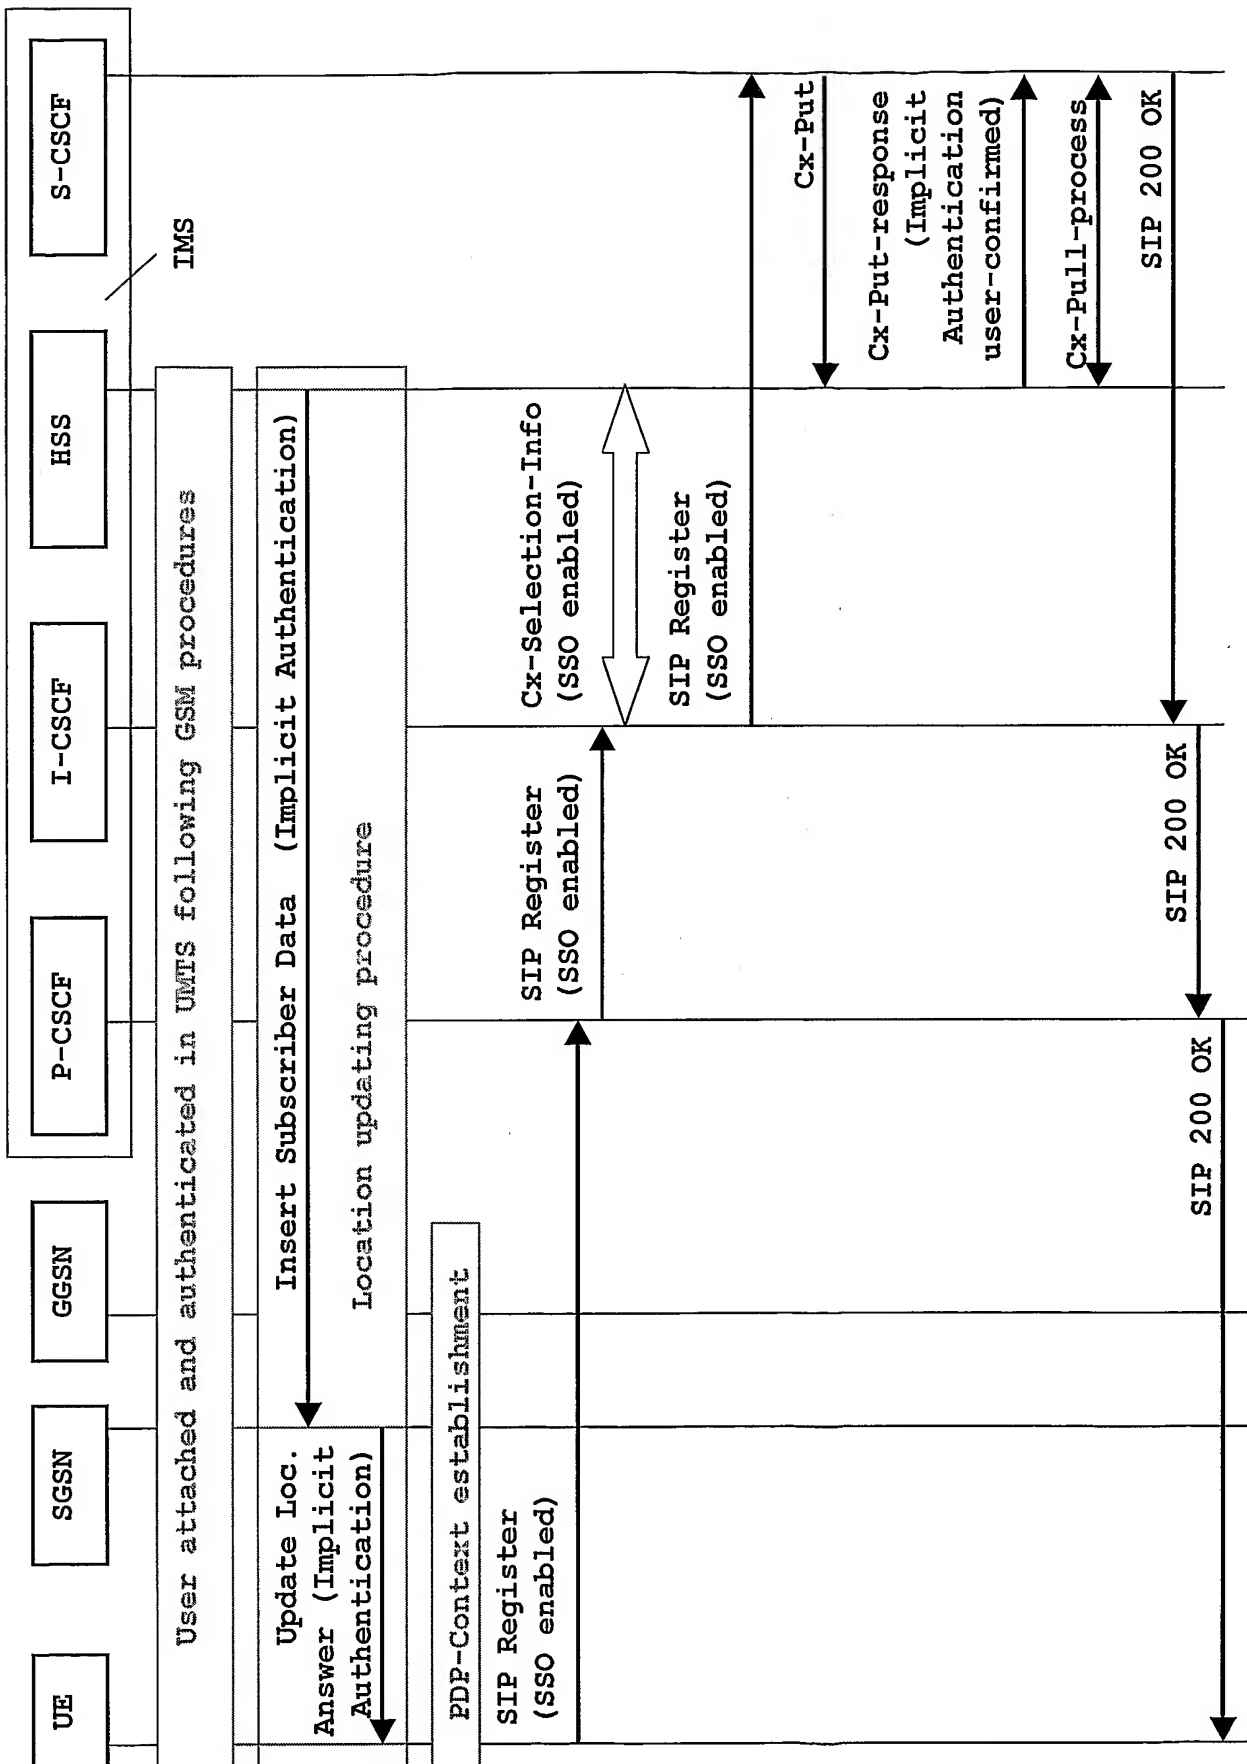 UE
SGSN
GGSN
P-CSCF
I-CSCF
HSS
S-CSCF
IMS
User attached and authenticated in UMTS following GSM procedures
Insert Subscriber Data (Implicit Authentication)
Update Loc.
Answer (Implicit
Authentication)
Location updating procedure
PDP-Context establishment
SIP Register
(SSO enabled)
SIP Register
(SSO enabled)
Cx-Selection-Info
(SSO enabled)
SIP Register
(SSO enabled)
Cx-Put
Cx-Put-response
(Implicit
Authentication
user-confirmed)
Cx-Pull-process
SIP 200 OK
SIP 200 OK
SIP 200 OK